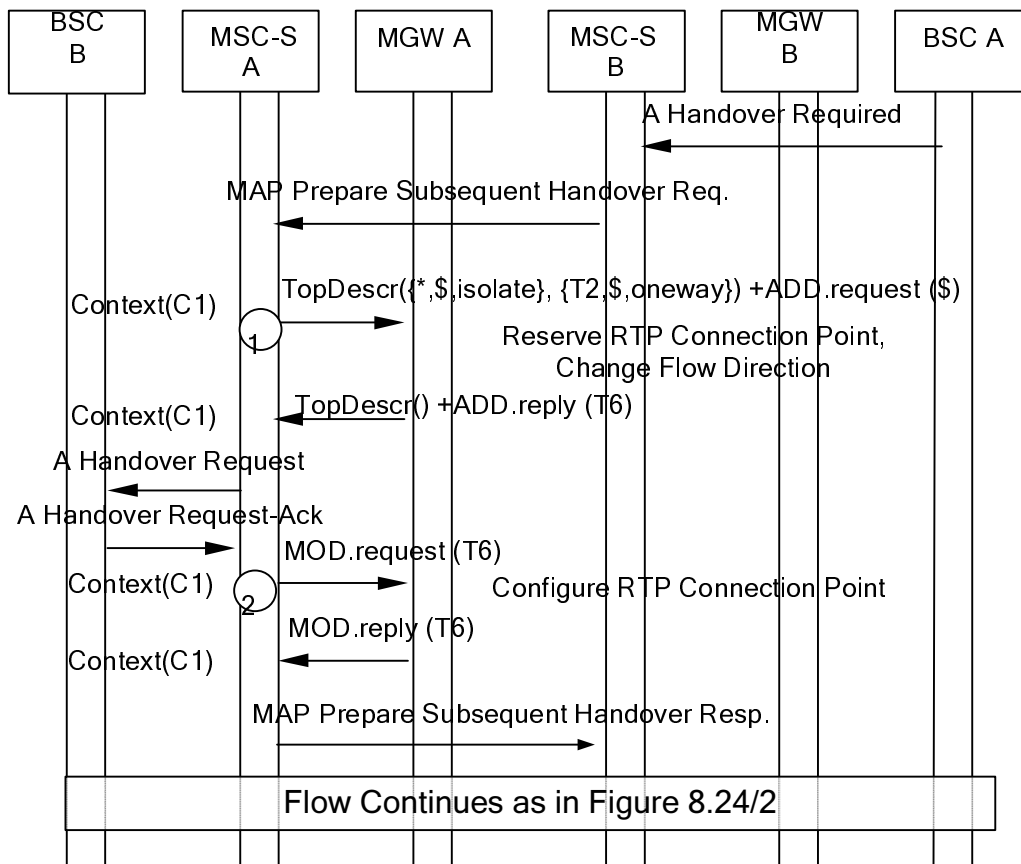 BSC
B
MSC-S
A
MGW A
MSC-S
B
MGW
B
BSC A
A Handover Required
MAP Prepare Subsequent Handover Req.
Context(C1)
TopDescr({*,$,isolate}, {T2,$,oneway}) +ADD.request ($)
1
Reserve RTP Connection Point,
Change Flow Direction
Context(C1)
TopDescr() +ADD.reply (T6)
A Handover Request
A Handover Request-Ack
MOD.request (T6)
Context(C1)
2
Configure RTP Connection Point
MOD.reply (T6)
Context(C1)
MAP Prepare Subsequent Handover Resp.
Flow Continues as in Figure 8.24/2